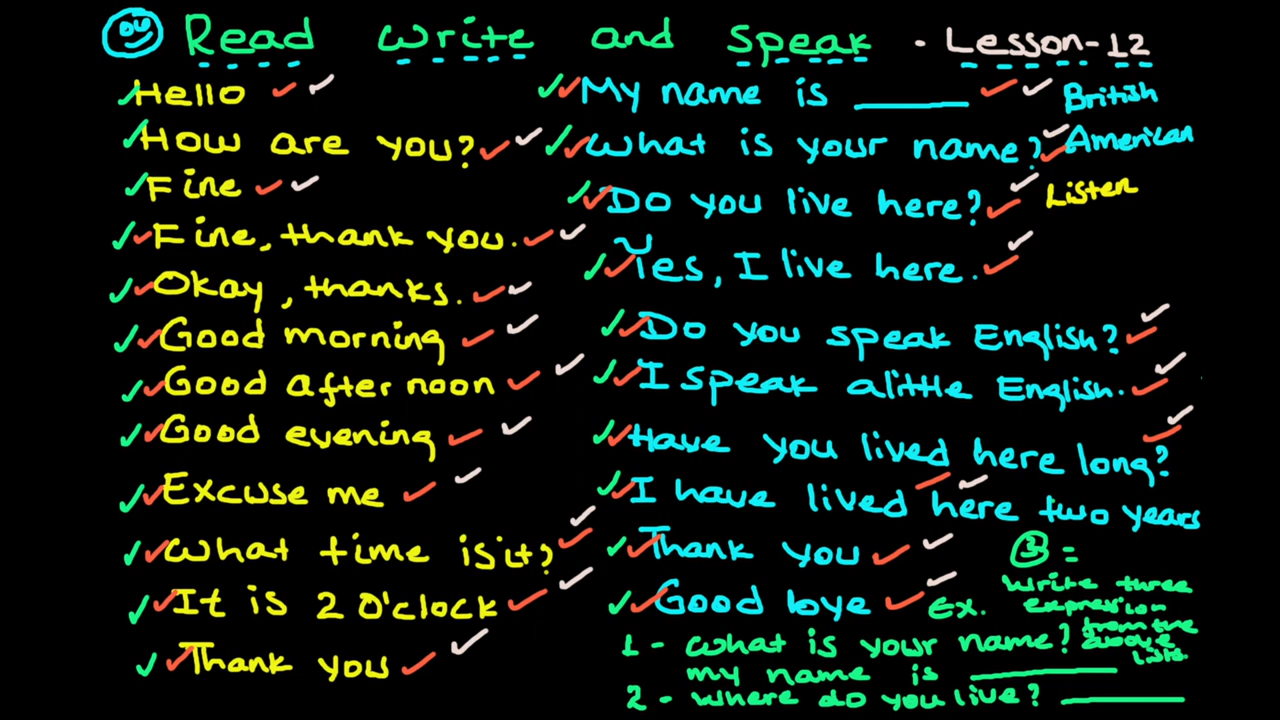 Read write and speak . Lesson-12
Hello
How are you?
Fine
Fine, thank you.
Okay, thanks.
Good morning
Good after noon
Good evening
Excuse me
What time is it?
It is 2 O'clock
Thank you
My name is ______
What is your name?
Do you live here?
Yes, I live here.
Do you speak English?
I speak alittle English.
Have you lived here long?
I have lived here two years
Thank you
Good bye
British
American
Listen
3 =
Write three
expression
from the
above
Ex.
1 - What is your name?
my name is ______
2 - where do you live? ______